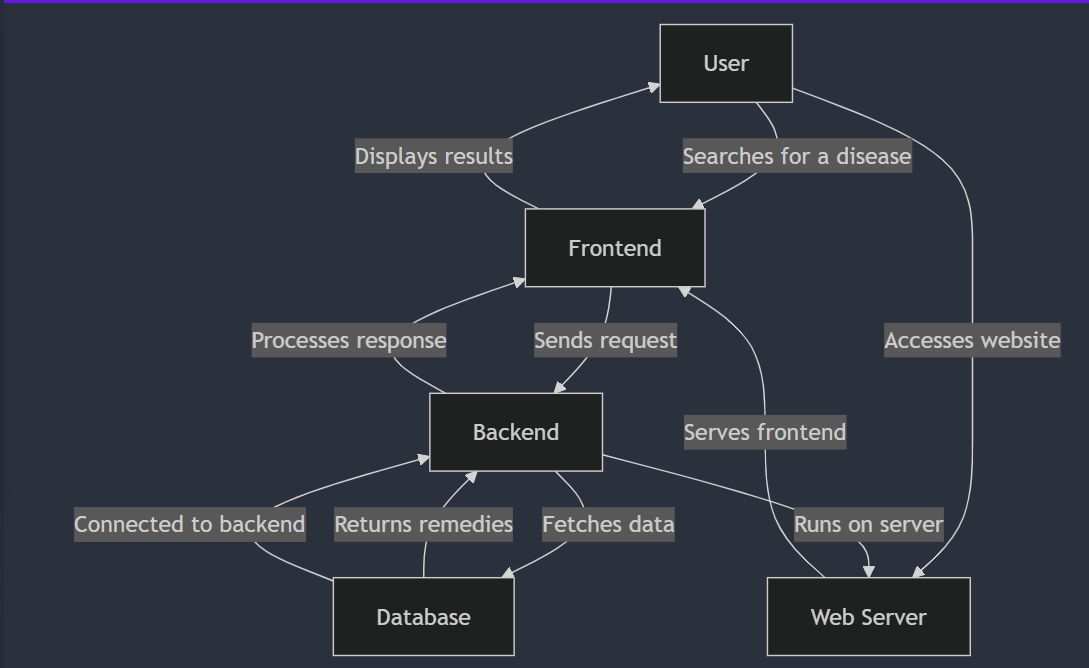 User
Displays results
Searches for a disease
Frontend
Processes response
Sends request
Accesses website
Backend
Serves frontend
Connected to backend
Returns remedies
Fetches data
Runs on server
Database
Web Server